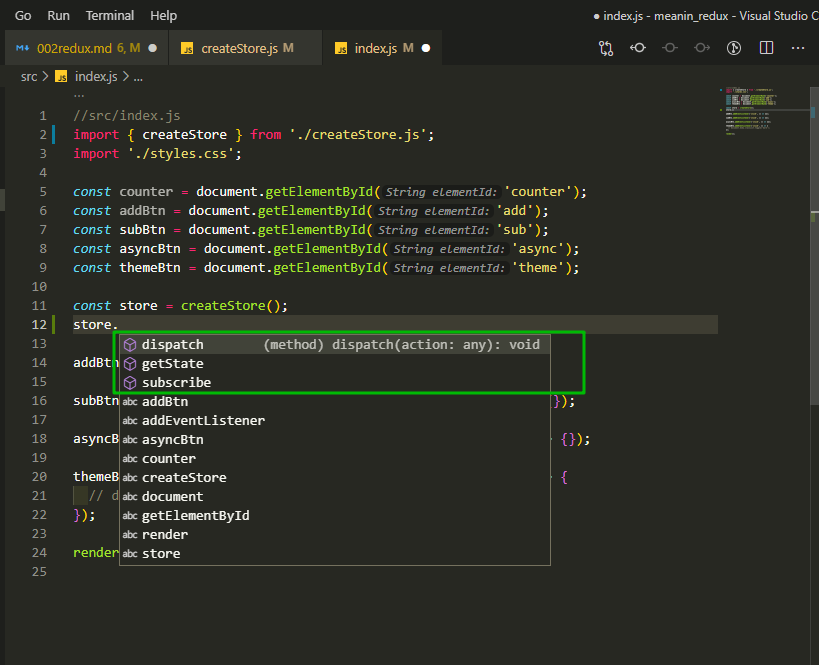 Go Run Terminal Help ● index.js - meanin_redux - Visual Studio C
002redux.md 6, M ● JS createStore.js M JS index.js M ●
src > JS index.js > ...
...
1 //src/index.js
2 import { createStore } from './createStore.js';
3 import './styles.css';
4
5 const counter = document.getElementById( String elementId: 'counter');
6 const addBtn = document.getElementById( String elementId: 'add');
7 const subBtn = document.getElementById( String elementId: 'sub');
8 const asyncBtn = document.getElementById( String elementId: 'async');
9 const themeBtn = document.getElementById( String elementId: 'theme');
10
11 const store = createStore();
12 store.
13 dispatch (method) dispatch(action: any): void
14 addBtn getState
15 subscribe
16 subBtn abc addBtn });
17 abc addEventListener
18 asyncB abc asyncBtn {});
19 abc counter
20 themeB abc createStore {
21 // d abc document
22 }); abc getElementById
23 abc render
24 render abc store
25